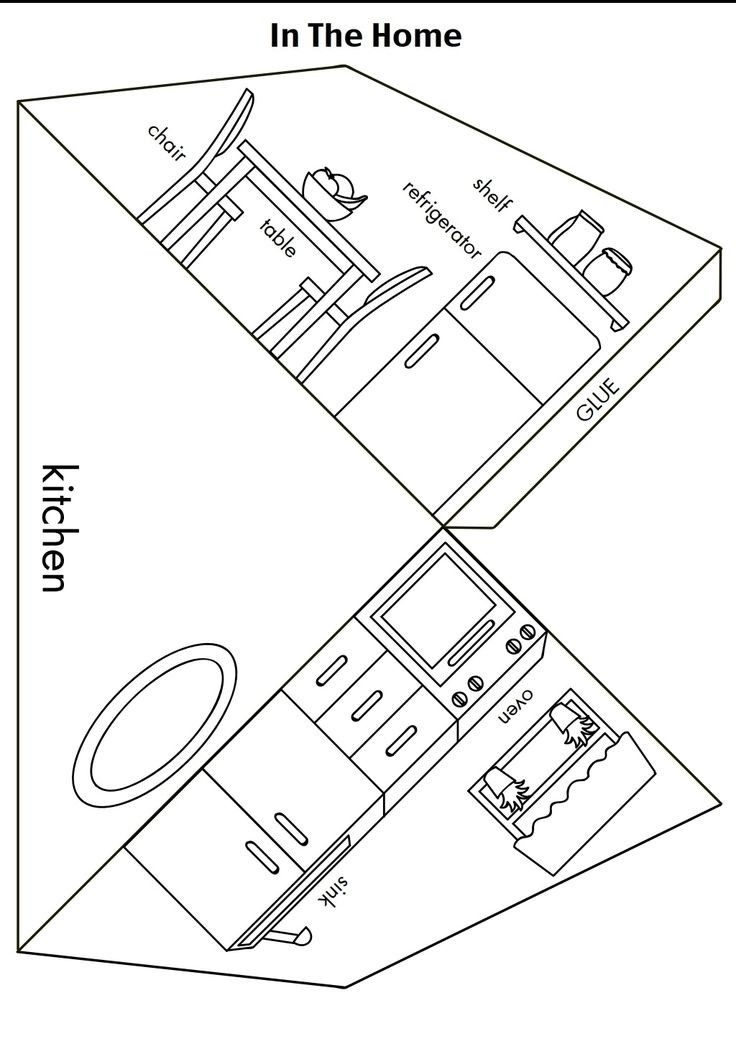 In The Home
chair
table
refrigerator
shelf
GLUE
kitchen
oven
sink